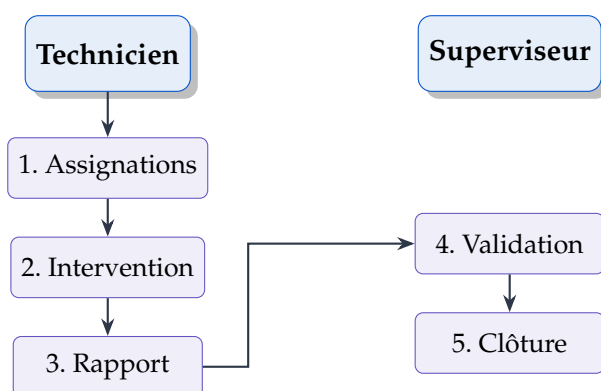 Technicien
Superviseur
1. Assignations
2. Intervention
3. Rapport
4. Validation
5. Clôture